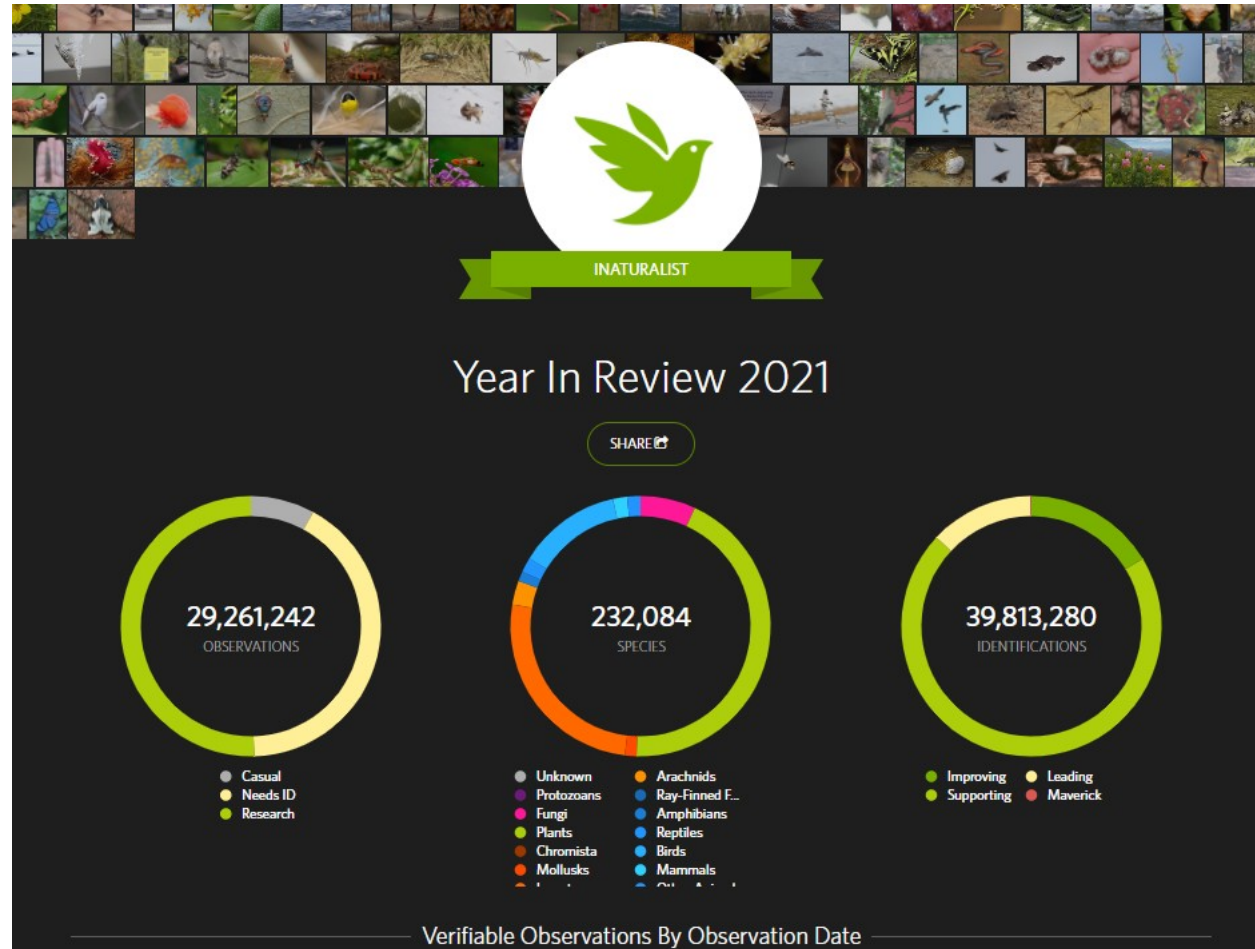 INATURALIST
Year In Review 2021
SHARE
29,261,242
OBSERVATIONS
Casual
Needs ID
Research
232,084
SPECIES
Unknown
Protozoans
Fungi
Plants
Chromista
Mollusks
Arachnids
Ray-Finned F...
Amphibians
Reptiles
Birds
Mammals
39,813,280
IDENTIFICATIONS
Improving
Supporting
Leading
Maverick
Verifiable Observations By Observation Date